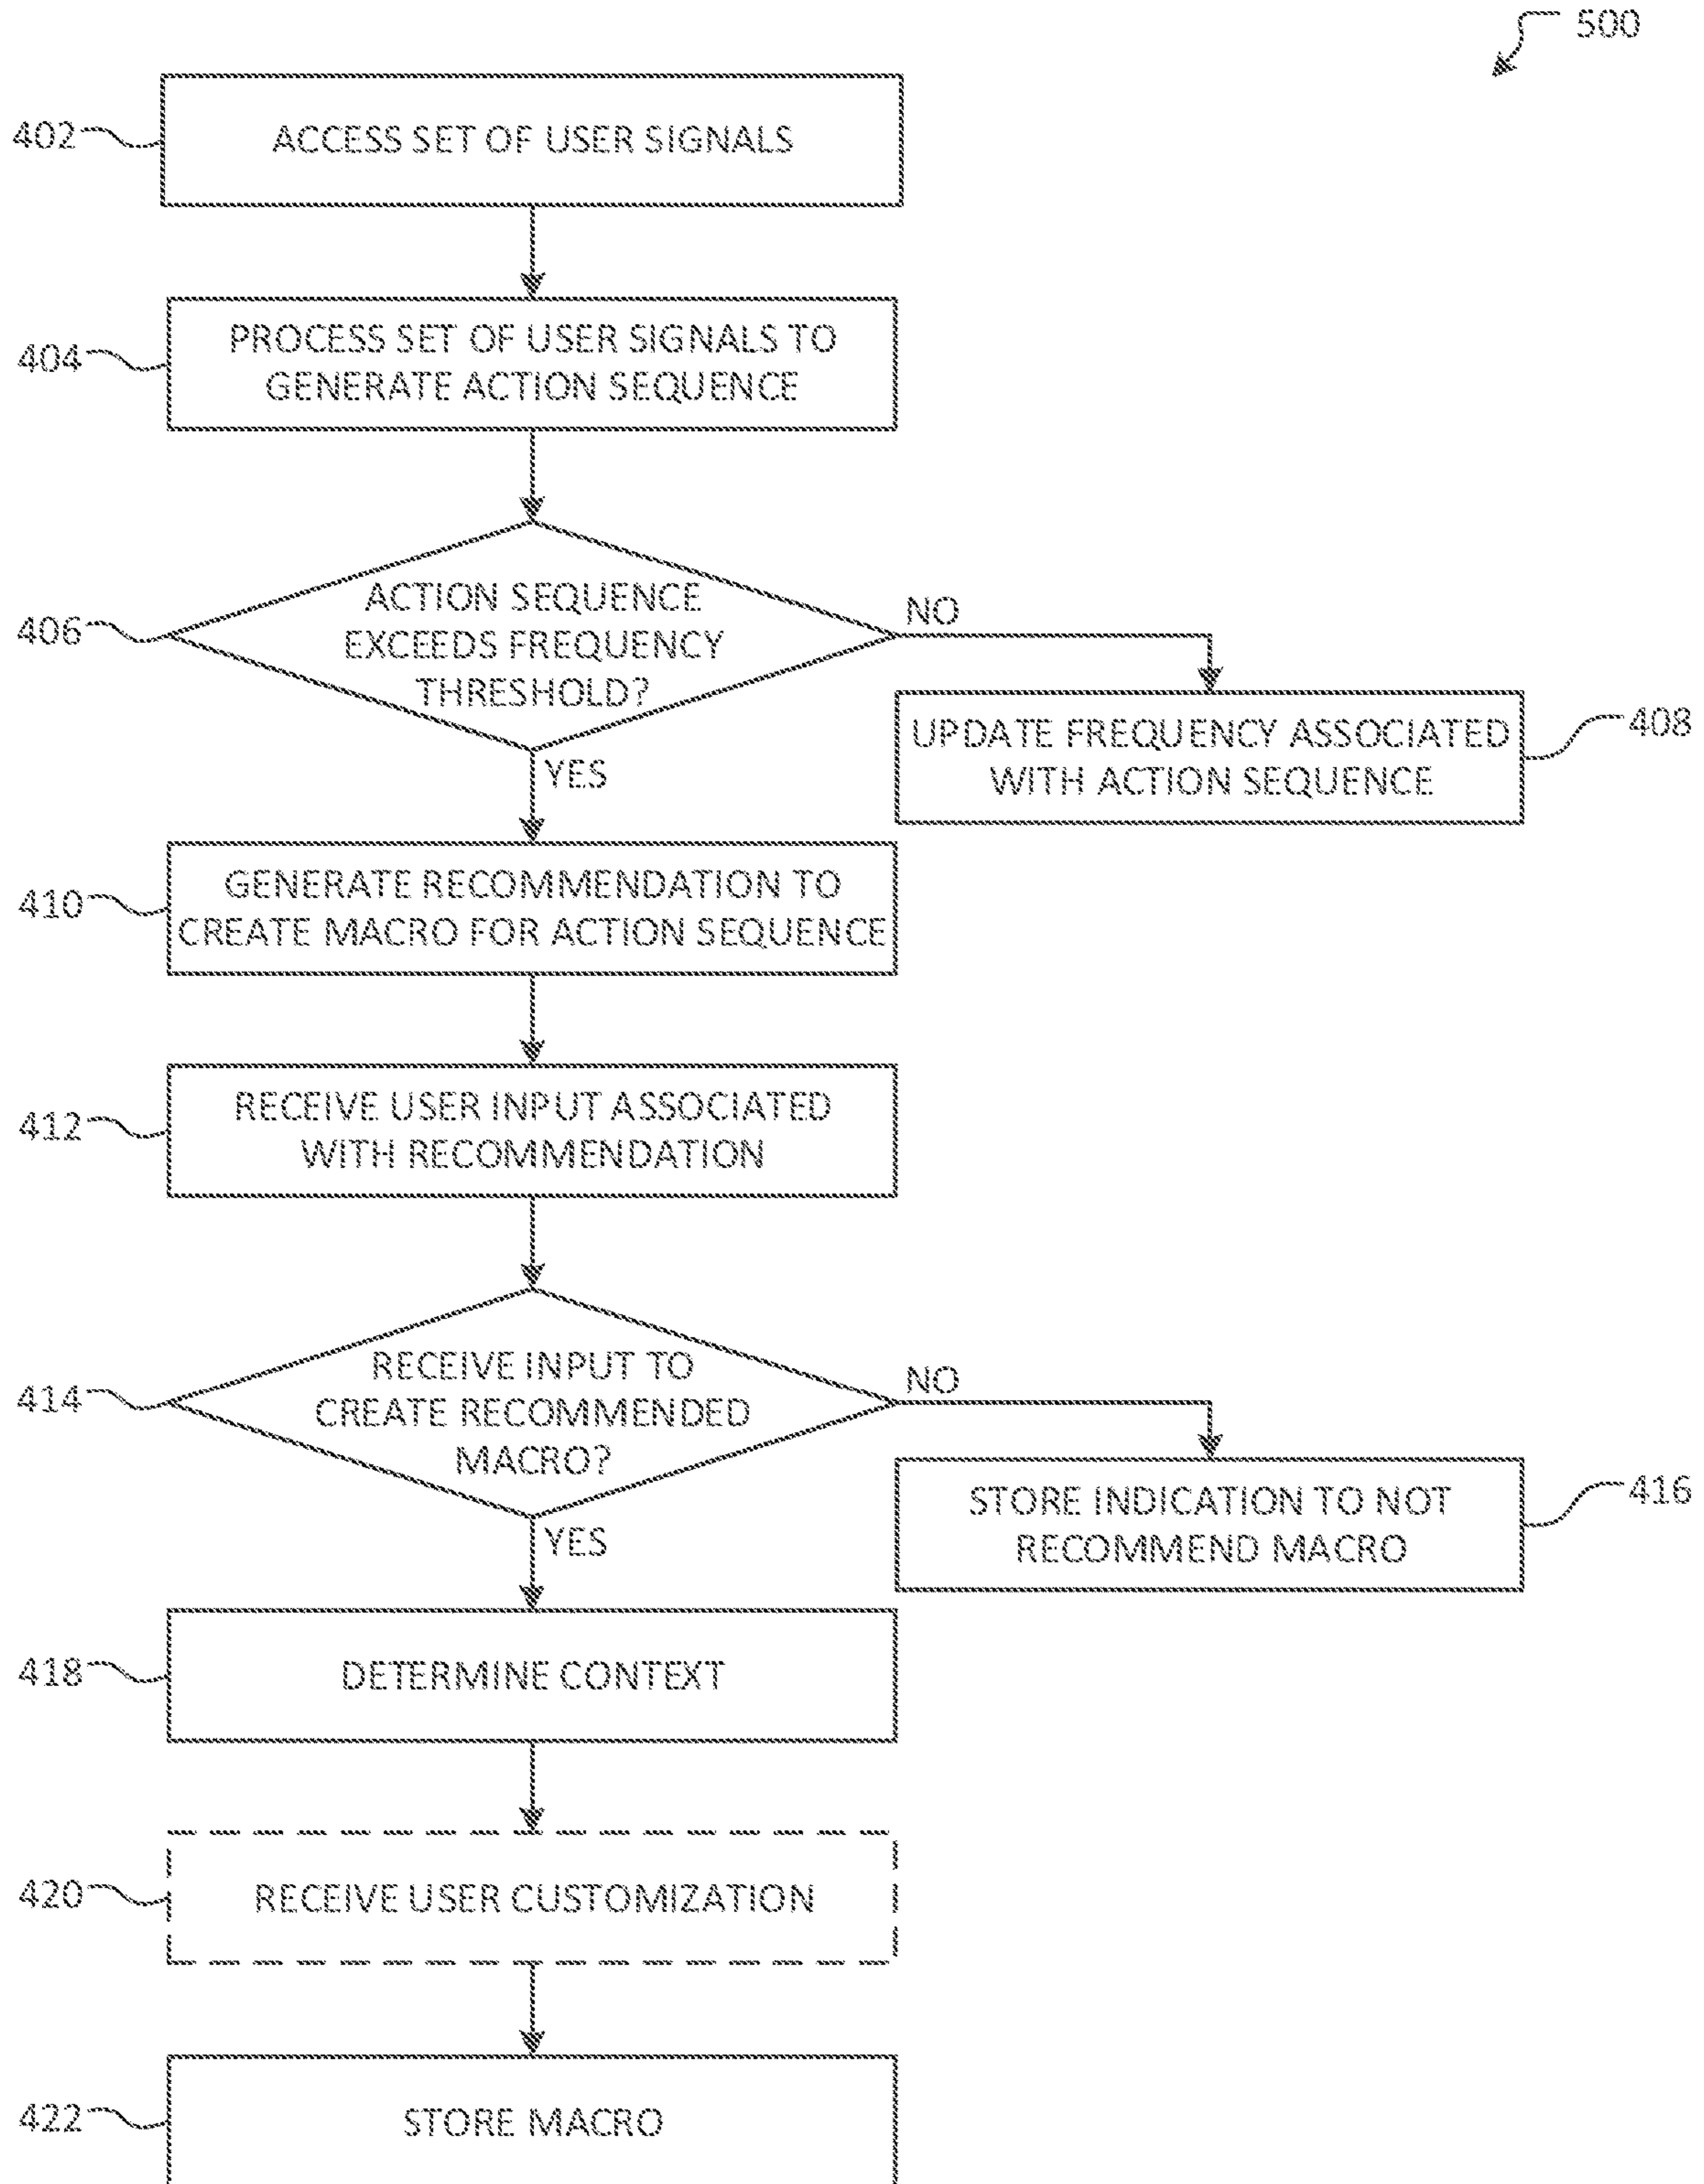 500
402
ACCESS SET OF USER SIGNALS
404
PROCESS SET OF USER SIGNALS TO
GENERATE ACTION SEQUENCE
406
ACTION SEQUENCE
EXCEEDS FREQUENCY
THRESHOLD?
NO
YES
UPDATE FREQUENCY ASSOCIATED
WITH ACTION SEQUENCE
408
410
GENERATE RECOMMENDATION TO
CREATE MACRO FOR ACTION SEQUENCE
412
RECEIVE USER INPUT ASSOCIATED
WITH RECOMMENDATION
414
RECEIVE INPUT TO
CREATE RECOMMENDED
MACRO?
NO
YES
STORE INDICATION TO NOT
RECOMMEND MACRO
416
418
DETERMINE CONTEXT
420
RECEIVE USER CUSTOMIZATION
422
STORE MACRO